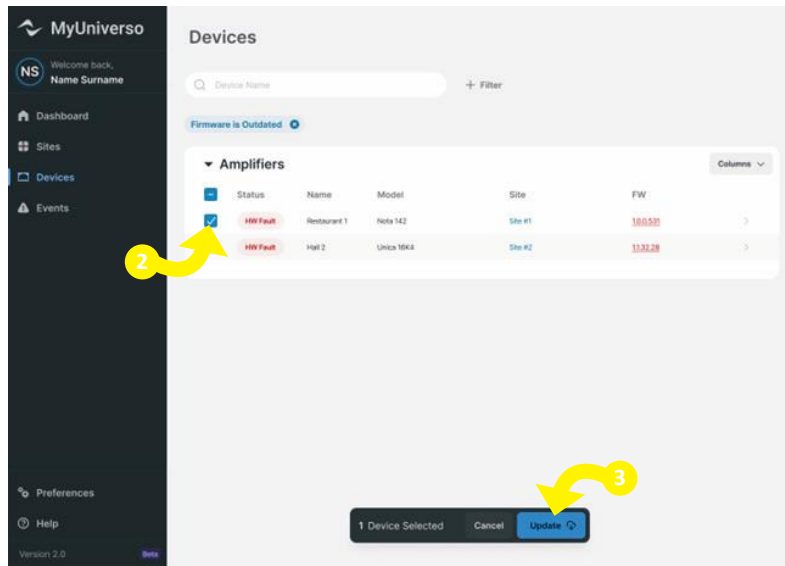 MyUniverso
NS
Welcome back,
Name Surname
Dashboard
Sites
Devices
Events
Preferences
Help
Version 2.0 Beta
Devices
Device Name
+ Filter
Firmware is Outdated
Amplifiers
Columns
Status Name Model Site FW
HW Fault Restaurant 1 Nota 142 Site #1 1.0.0.531
HW Fault Hall 2 Unica 16K4 Site #2 1.1.32.28
2
3
1 Device Selected Cancel Update